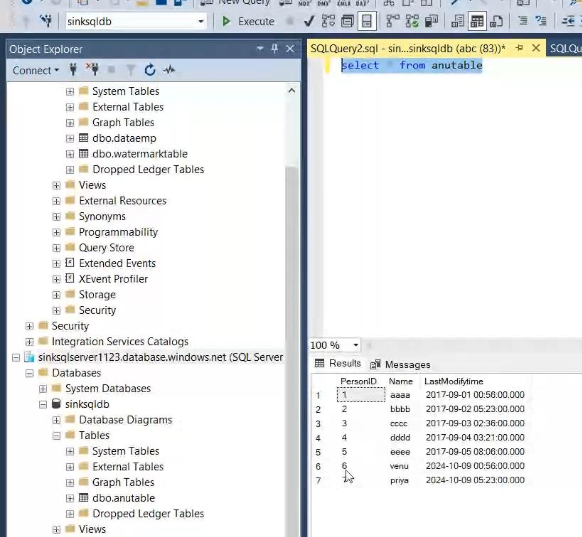 sinksqldb
Execute
Object Explorer
SQLQuery2.sql - sin...sinksqldb (abc (83))*
SQLQu
Connect
select * from anutable
System Tables
External Tables
Graph Tables
dbo.dataemp
dbo.watermarktable
Dropped Ledger Tables
Views
External Resources
Synonyms
Programmability
Query Store
Extended Events
XEvent Profiler
Storage
Security
Security
Integration Services Catalogs
sinksqlserver1123.database.windows.net (SQL Server
Databases
System Databases
sinksqldb
Database Diagrams
Tables
System Tables
External Tables
Graph Tables
dbo.anutable
Dropped Ledger Tables
Views
100 %
Results Messages
PersonID Name LastModifytime
1 1 aaaa 2017-09-01 00:56:00.000
2 2 bbbb 2017-09-02 05:23:00.000
3 3 cccc 2017-09-03 02:36:00.000
4 4 dddd 2017-09-04 03:21:00.000
5 5 eeee 2017-09-05 08:06:00.000
6 6 venu 2024-10-09 00:56:00.000
7 7 priya 2024-10-09 05:23:00.000